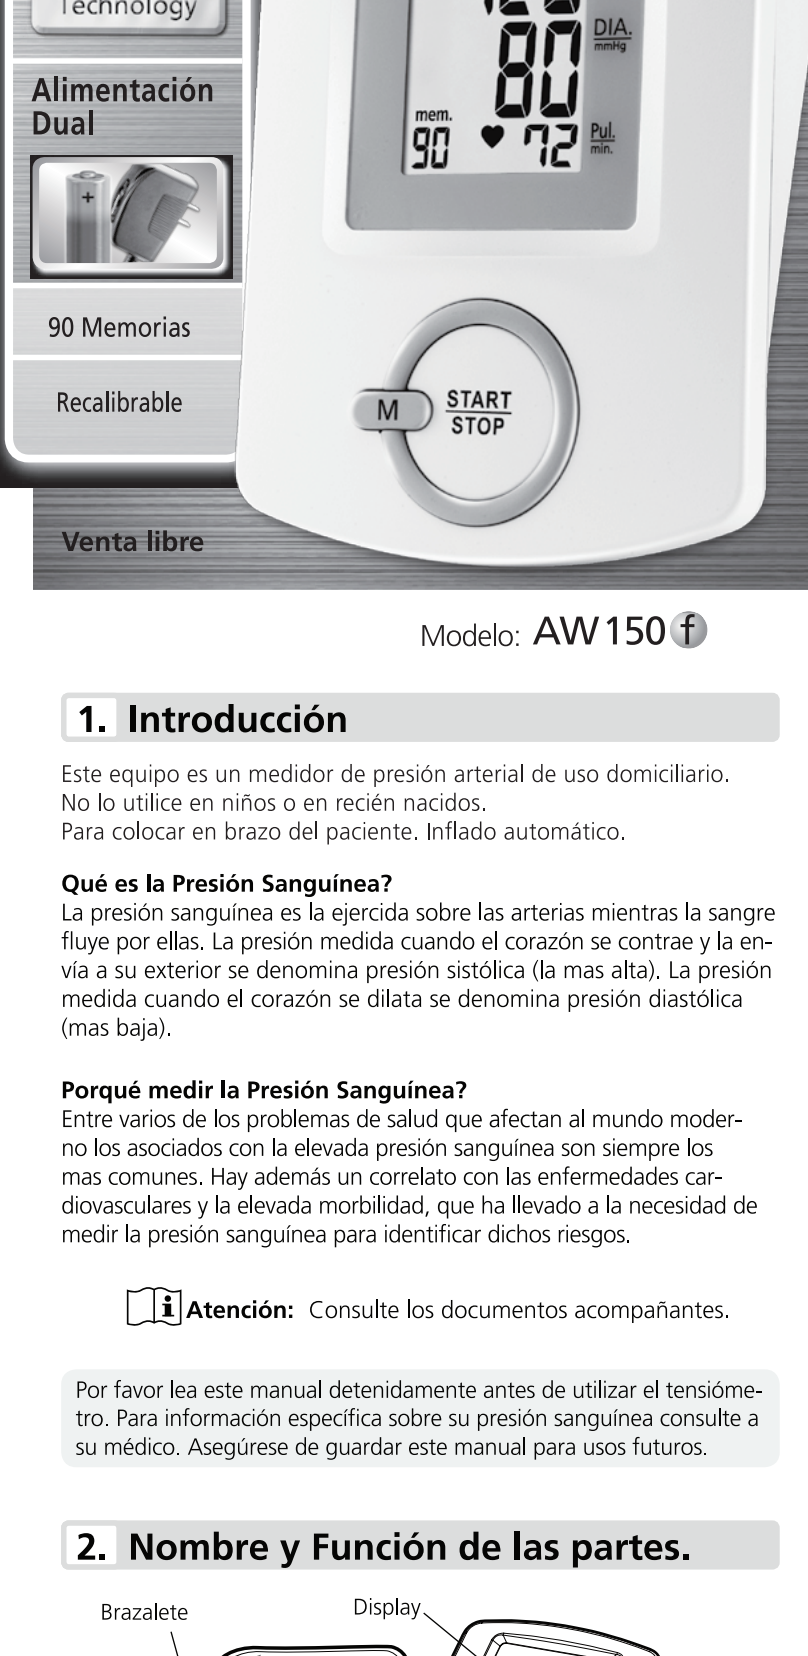 Technology
Alimentación
Dual
+
90 Memorias
Recalibrable
Venta libre
80
DIA.
mmHg
mem.
90
72
Pul.
min.
M
START
STOP
Modelo: AW150 f
1. Introducción
Este equipo es un medidor de presión arterial de uso domiciliario.
No lo utilice en niños o en recién nacidos.
Para colocar en brazo del paciente. Inflado automático.
Qué es la Presión Sanguínea?
La presión sanguínea es la ejercida sobre las arterias mientras la sangre
fluye por ellas. La presión medida cuando el corazón se contrae y la en-
vía a su exterior se denomina presión sistólica (la mas alta). La presión
medida cuando el corazón se dilata se denomina presión diastólica
(mas baja).
Porqué medir la Presión Sanguínea?
Entre varios de los problemas de salud que afectan al mundo moder-
no los asociados con la elevada presión sanguínea son siempre los
mas comunes. Hay además un correlato con las enfermedades car-
diovasculares y la elevada morbilidad, que ha llevado a la necesidad de
medir la presión sanguínea para identificar dichos riesgos.
i Atención: Consulte los documentos acompañantes.
Por favor lea este manual detenidamente antes de utilizar el tensióme-
tro. Para información específica sobre su presión sanguínea consulte a
su médico. Asegúrese de guardar este manual para usos futuros.
2. Nombre y Función de las partes.
Brazalete
Display